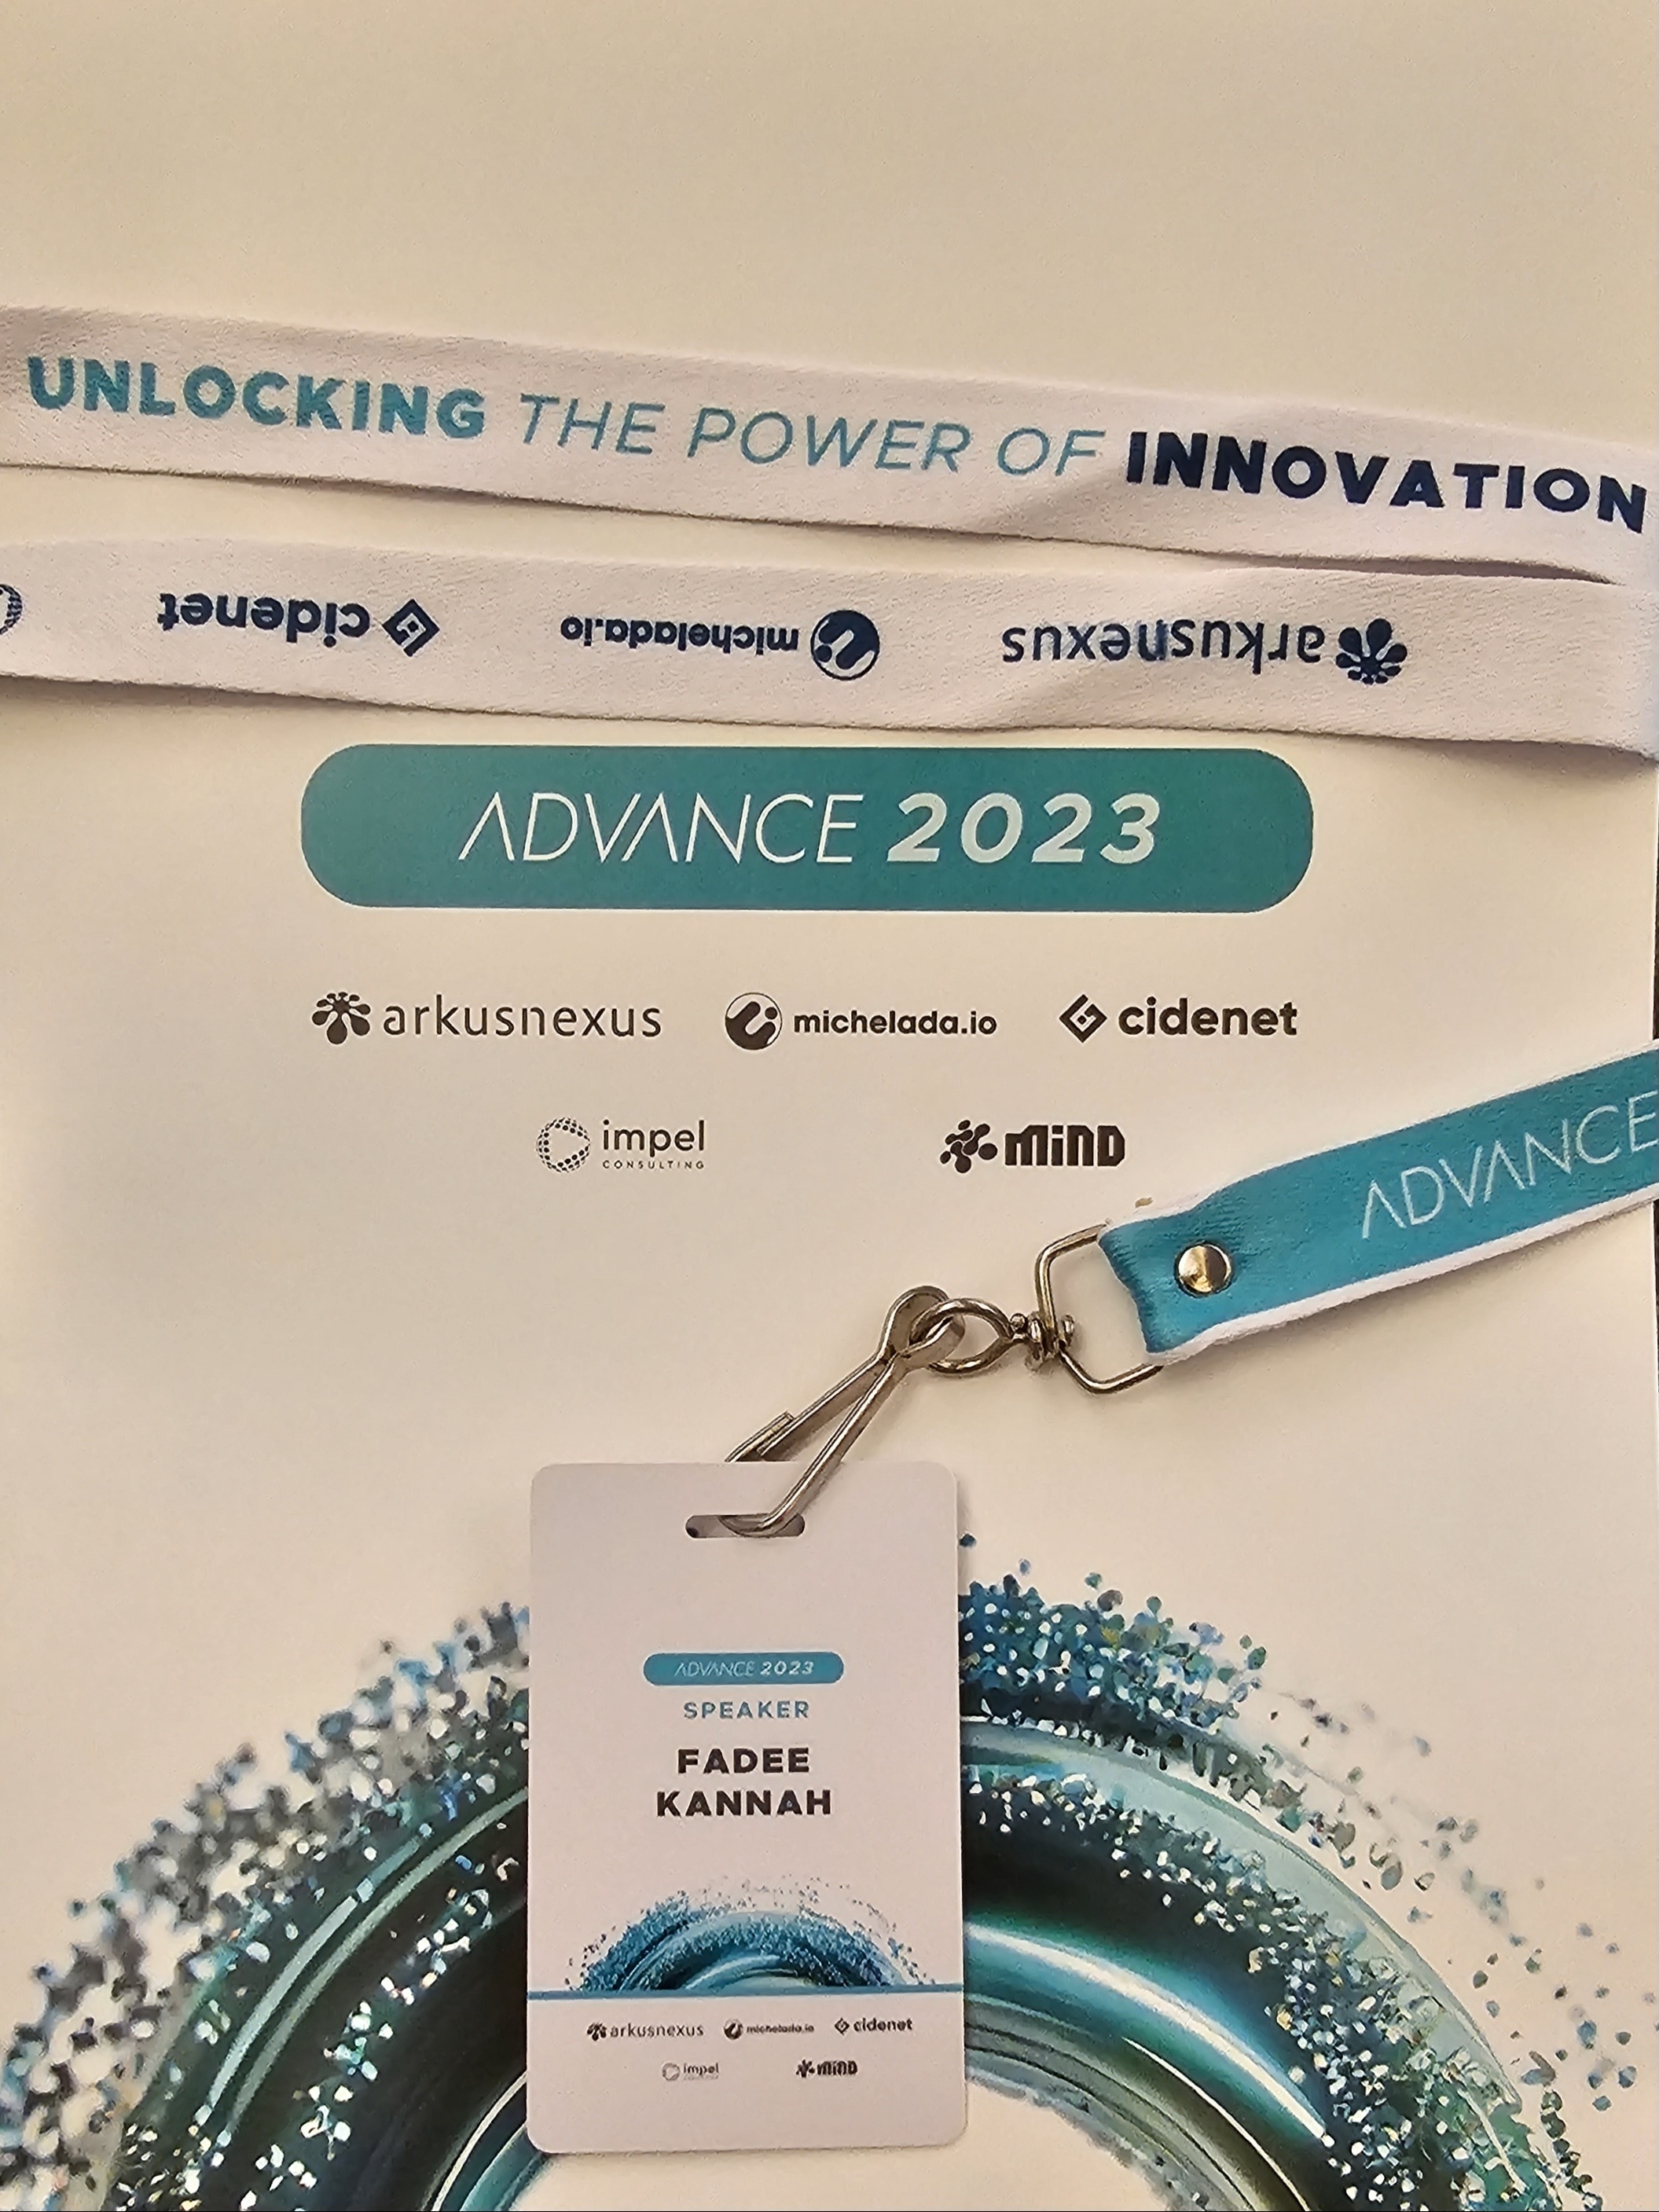 UNLOCKING THE POWER OF INNOVATION
arkusnexus michelada.io cidenet
ADVANCE 2023
arkusnexus michelada.io cidenet
impel CONSULTING MIND
ADVANCE
ADVANCE 2023
SPEAKER
FADEE
KANNAH
arkusnexus michelada.io cidenet
impel MIND